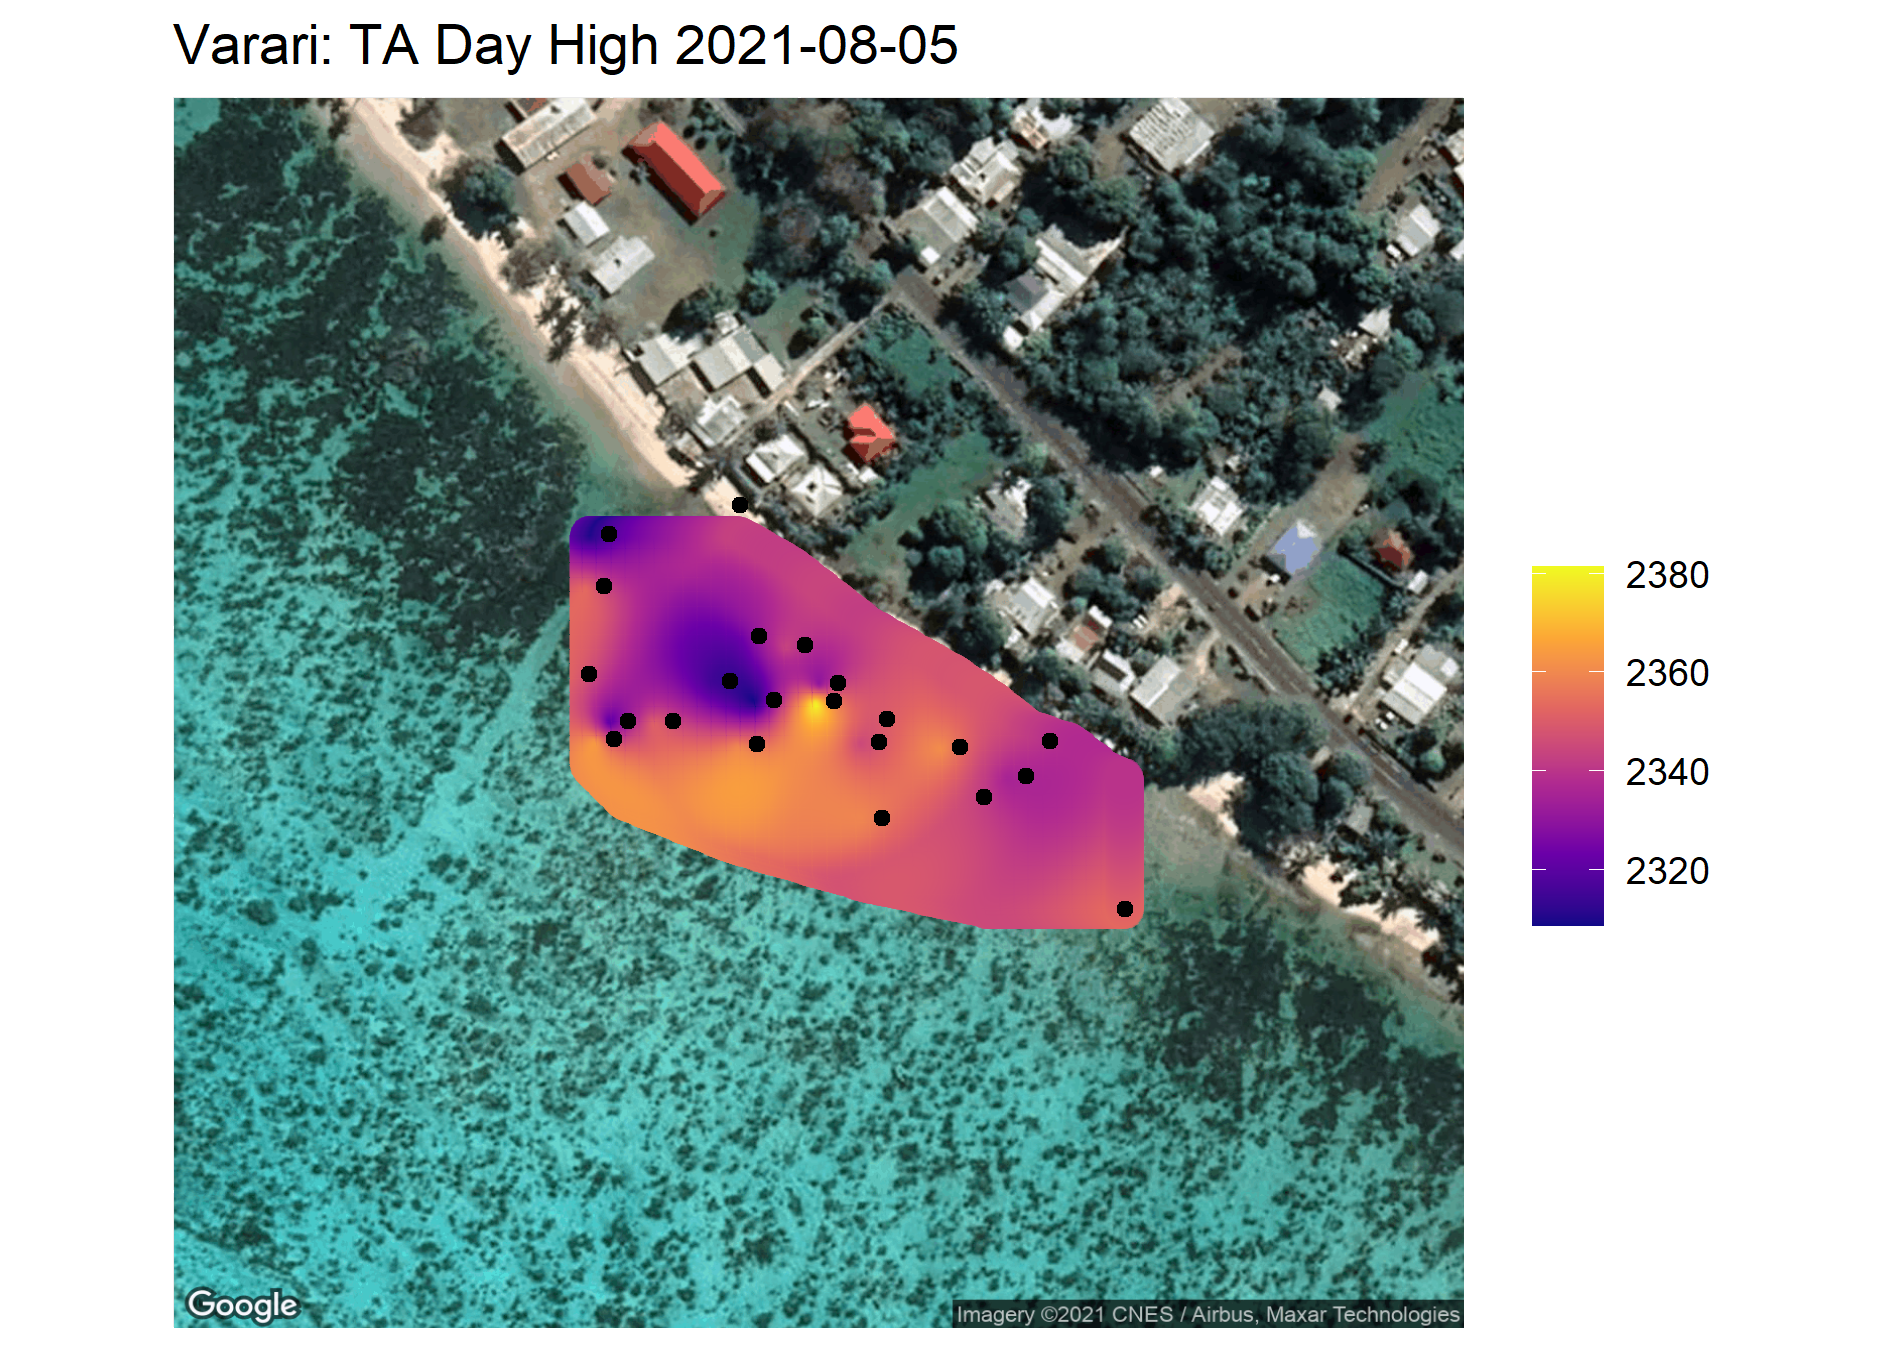 Varari: TA Day High 2021-08-05
2380
2360
2340
2320
Google
Imagery ©2021 CNES / Airbus, Maxar Technologies